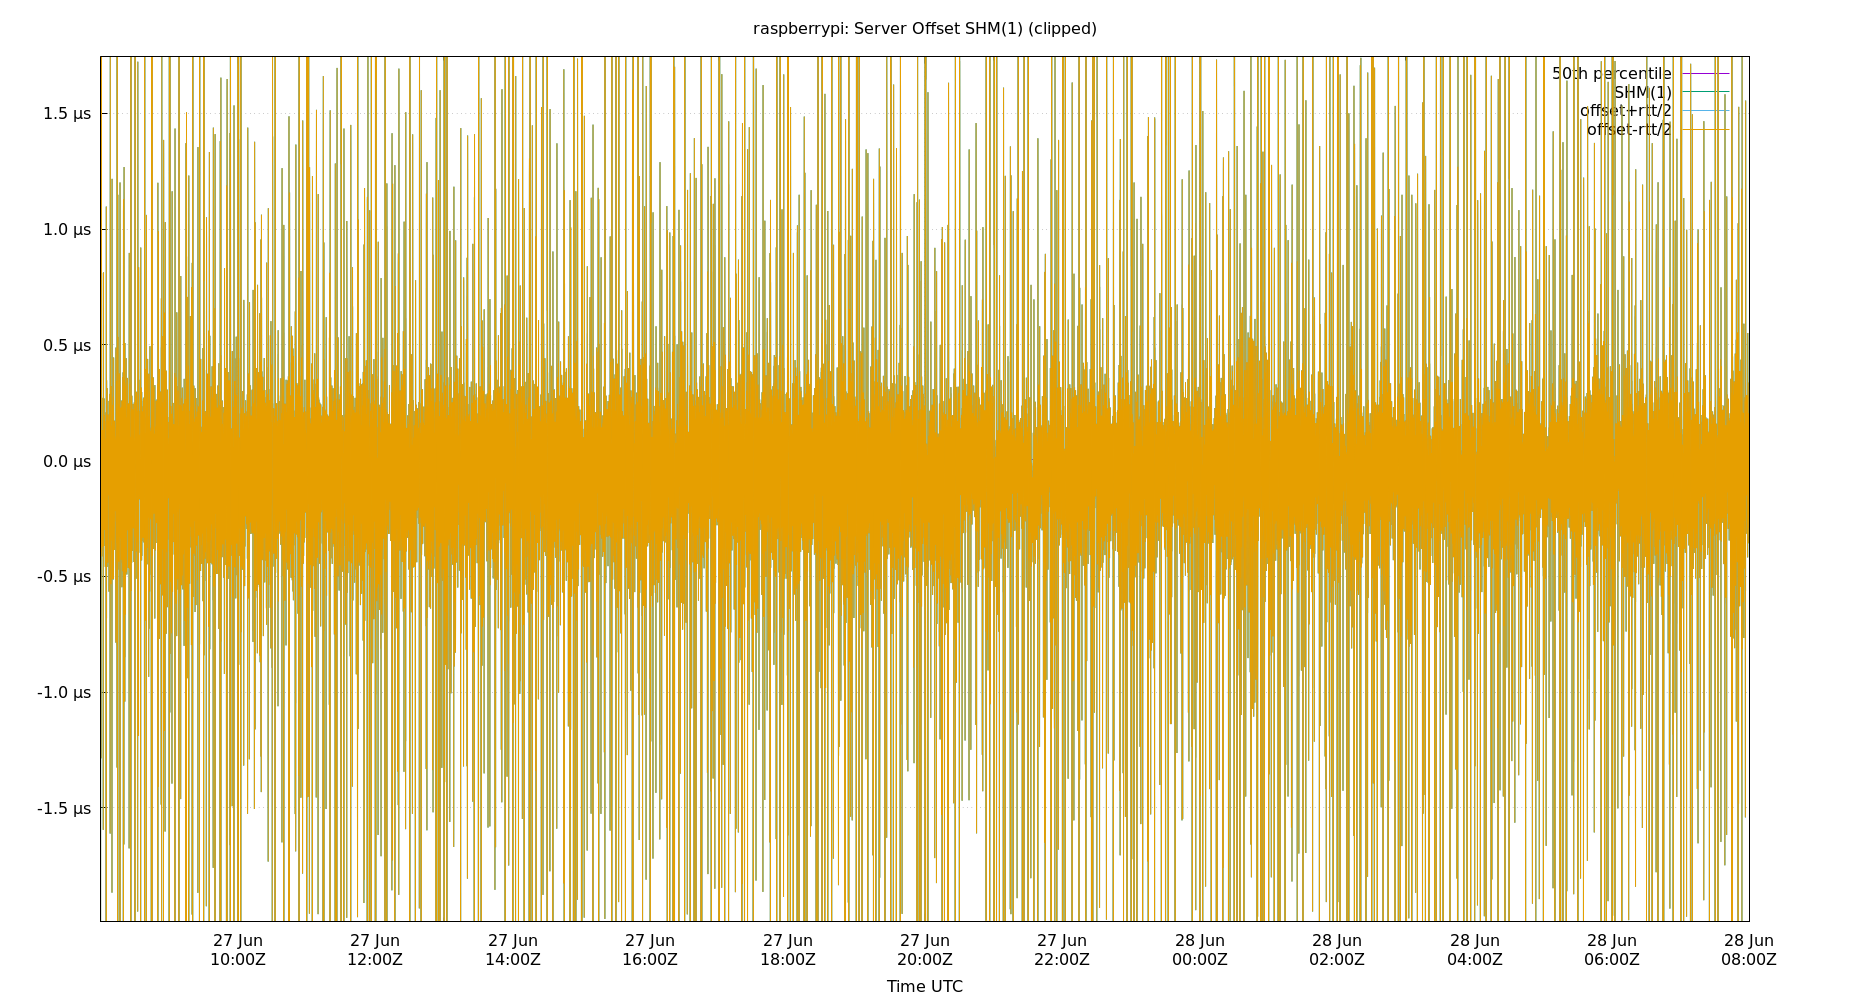 raspberrypi: Server Offset SHM(1) (clipped)
50th percentile
SHM(1)
offset+rtt/2
offset-rtt/2
1.5 µs
1.0 µs
0.5 µs
0.0 µs
-0.5 µs
-1.0 µs
-1.5 µs
27 Jun 27 Jun 27 Jun 27 Jun 27 Jun 27 Jun 27 Jun 28 Jun 28 Jun 28 Jun 28 Jun 28 Jun
10:00Z 12:00Z 14:00Z 16:00Z 18:00Z 20:00Z 22:00Z 00:00Z 02:00Z 04:00Z 06:00Z 08:00Z
Time UTC